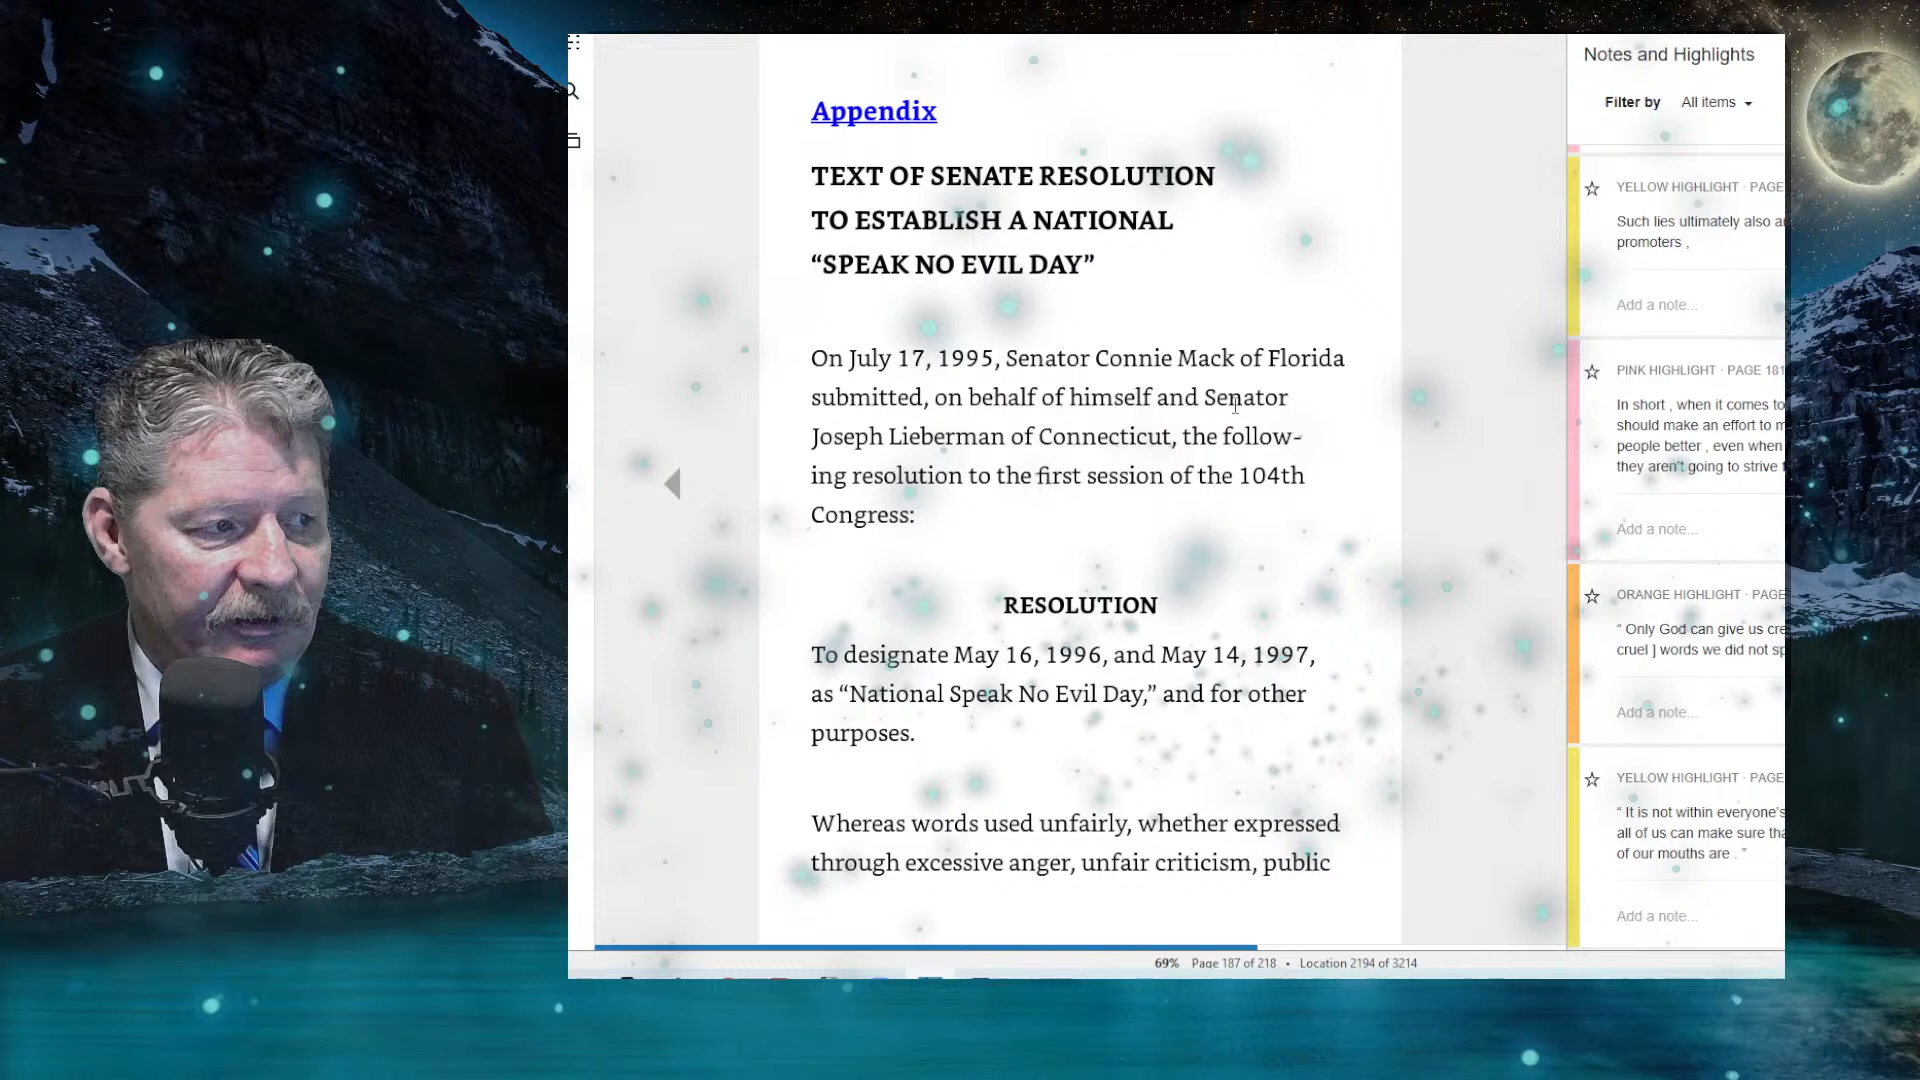 Appendix
TEXT OF SENATE RESOLUTION
TO ESTABLISH A NATIONAL
“SPEAK NO EVIL DAY”
On July 17, 1995, Senator Connie Mack of Florida
submitted, on behalf of himself and Senator
Joseph Lieberman of Connecticut, the follow-
ing resolution to the first session of the 104th
Congress:
RESOLUTION
To designate May 16, 1996, and May 14, 1997,
as “National Speak No Evil Day,” and for other
purposes.
Whereas words used unfairly, whether expressed
through excessive anger, unfair criticism, public
69% Page 187 of 218 • Location 2194 of 3214
Notes and Highlights
Filter by All items
YELLOW HIGHLIGHT · PAGE
Such lies ultimately also
promoters ,
Add a note...
PINK HIGHLIGHT · PAGE 181
In short , when it comes to
should make an effort to
people better , even when
they aren't going to strive
Add a note...
ORANGE HIGHLIGHT · PAGE
“ Only God can give us
cruel ] words we did not
Add a note...
YELLOW HIGHLIGHT · PAGE
“ It is not within everyone's
all of us can make sure
of our mouths are . ”
Add a note...